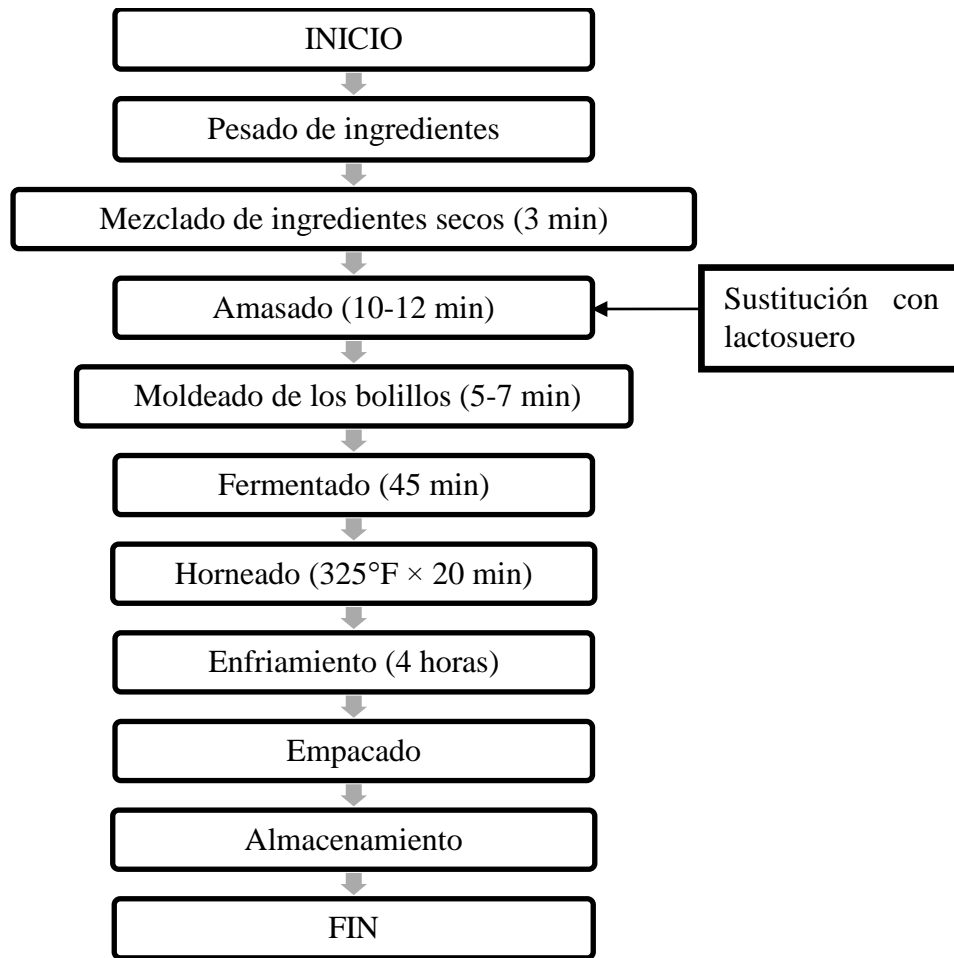 INICIO
Pesado de ingredientes
Mezclado de ingredientes secos (3 min)
Amasado (10-12 min)
Sustitución con
lactosuero
Moldeado de los bolillos (5-7 min)
Fermentado (45 min)
Horneado (325°F × 20 min)
Enfriamiento (4 horas)
Empacado
Almacenamiento
FIN